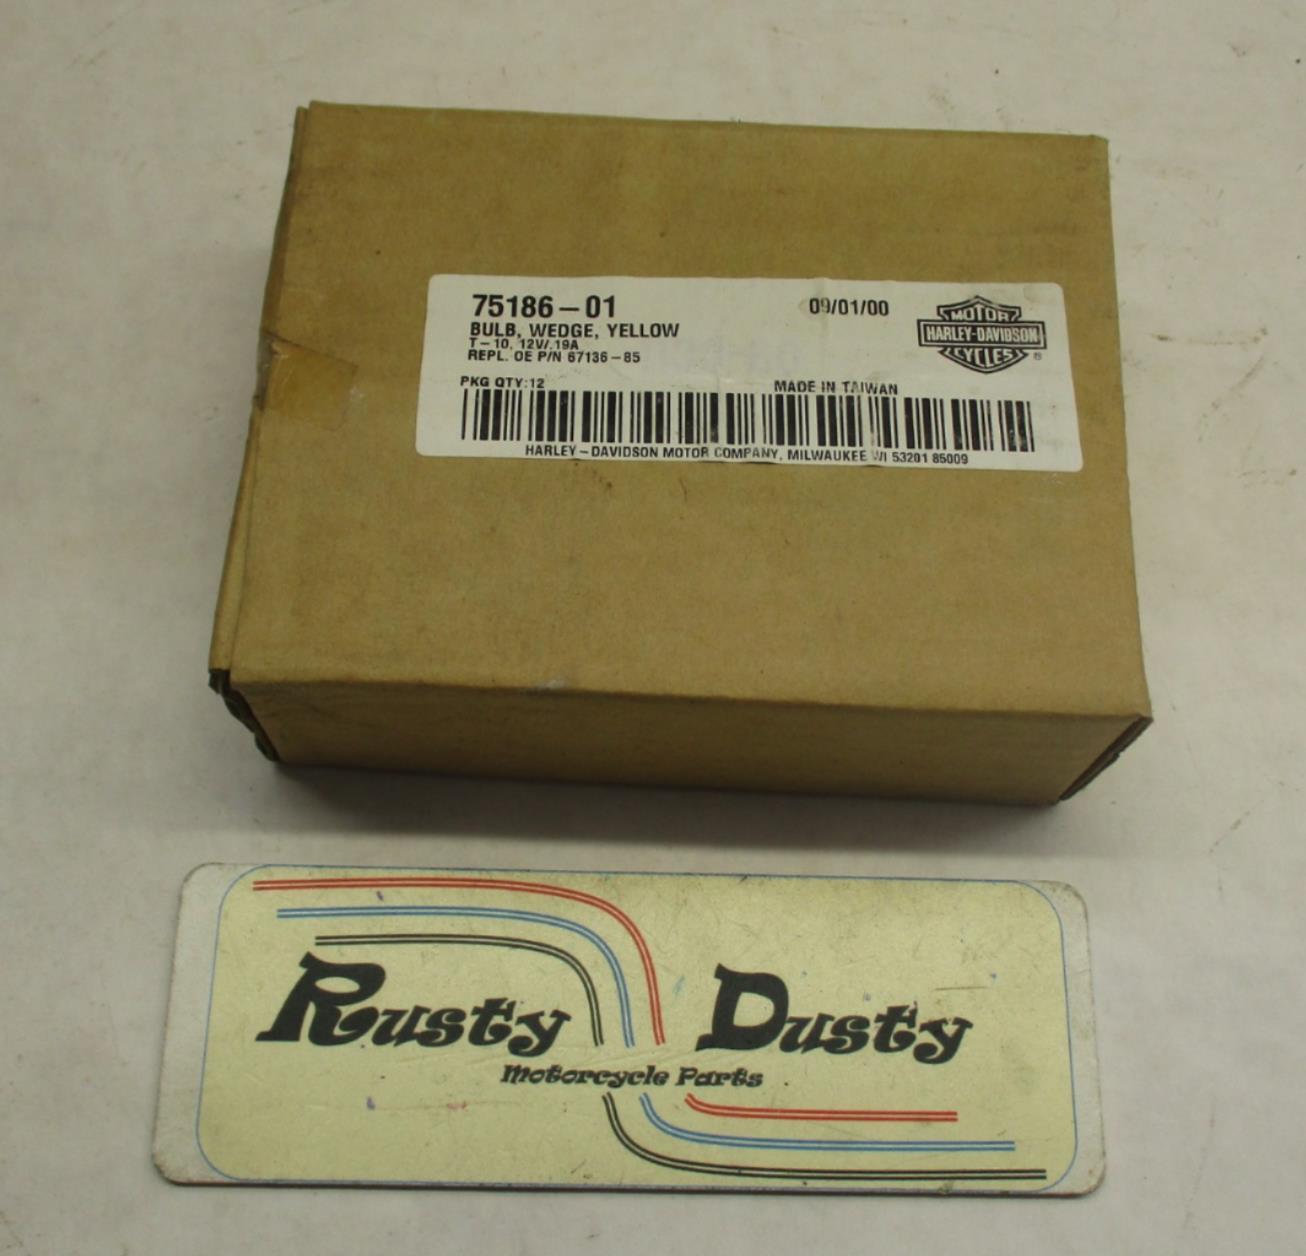 75186-01 09/01/00
BULB, WEDGE, YELLOW
T-10, 12V/.19A
REPL. OE P/N 67136-85
PKG QTY:12 MADE IN TAIWAN
HARLEY-DAVIDSON MOTOR COMPANY, MILWAUKEE WI 53201 85009
MOTOR
HARLEY-DAVIDSON
CYCLES
®
Rusty Dusty
Motorcycle Parts